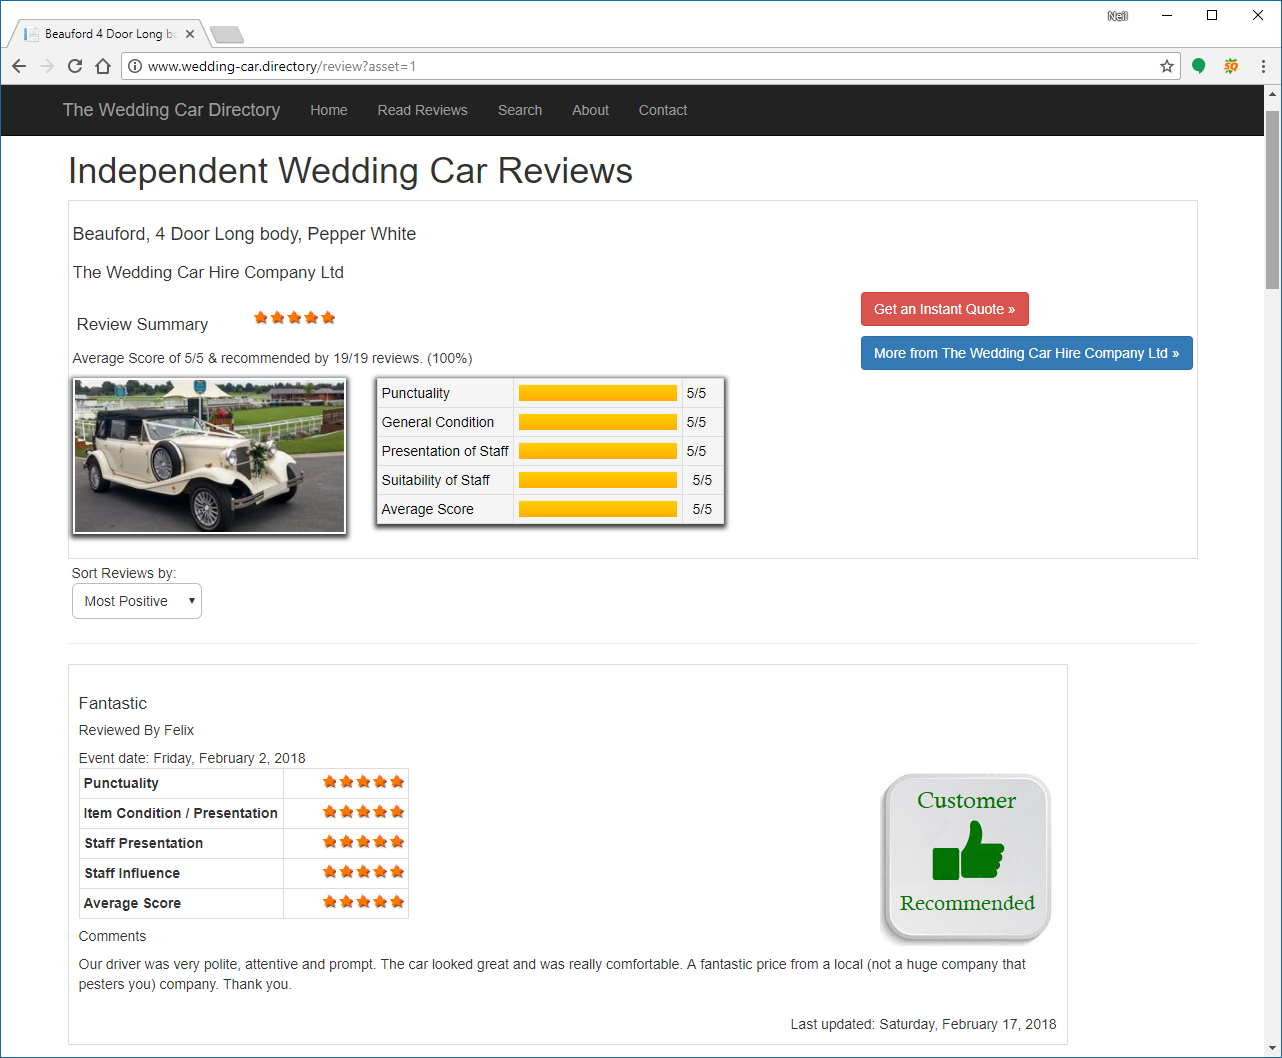 Neil
Beauford 4 Door Long bo
www.wedding-car.directory/review?asset=1
The Wedding Car Directory Home Read Reviews Search About Contact
Independent Wedding Car Reviews
Beauford, 4 Door Long body, Pepper White
The Wedding Car Hire Company Ltd
Review Summary
Get an Instant Quote »
Average Score of 5/5 & recommended by 19/19 reviews. (100%)
More from The Wedding Car Hire Company Ltd »
Punctuality 5/5
General Condition 5/5
Presentation of Staff 5/5
Suitability of Staff 5/5
Average Score 5/5
Sort Reviews by:
Most Positive
Fantastic
Reviewed By Felix
Event date: Friday, February 2, 2018
Punctuality
Item Condition / Presentation
Staff Presentation
Staff Influence
Average Score
Customer
Recommended
Comments
Our driver was very polite, attentive and prompt. The car looked great and was really comfortable. A fantastic price from a local (not a huge company that
pesters you) company. Thank you.
Last updated: Saturday, February 17, 2018